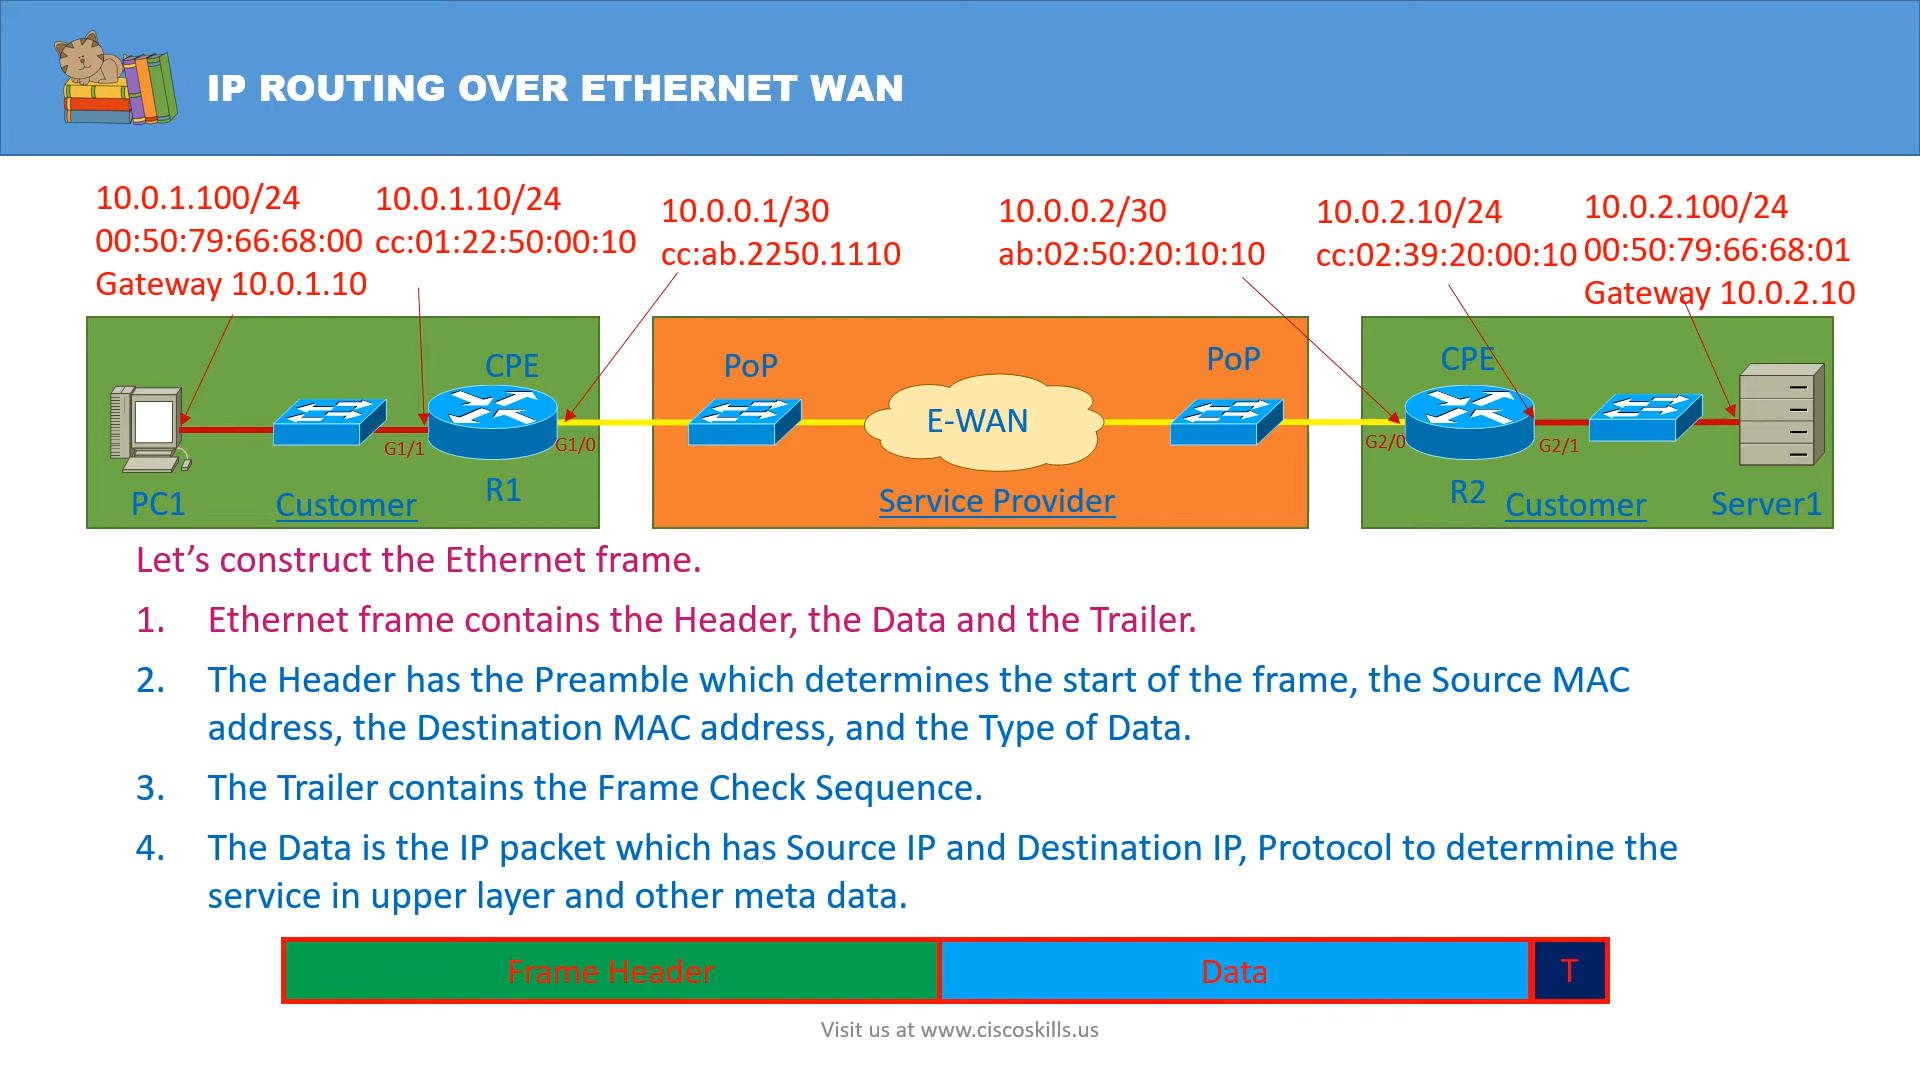 IP ROUTING OVER ETHERNET WAN
10.0.1.100/24
00:50:79:66:68:00
Gateway 10.0.1.10
10.0.1.10/24
cc:01:22:50:00:10
10.0.0.1/30
cc:ab.2250.1110
10.0.0.2/30
ab:02:50:20:10:10
10.0.2.10/24
cc:02:39:20:00:10
10.0.2.100/24
00:50:79:66:68:01
Gateway 10.0.2.10
CPE
PoP
PoP
CPE
E-WAN
G1/1
G1/0
G2/0
G2/1
PC1
Customer
R1
Service Provider
R2
Customer
Server1
Let’s construct the Ethernet frame.
1. Ethernet frame contains the Header, the Data and the Trailer.
2. The Header has the Preamble which determines the start of the frame, the Source MAC
address, the Destination MAC address, and the Type of Data.
3. The Trailer contains the Frame Check Sequence.
4. The Data is the IP packet which has Source IP and Destination IP, Protocol to determine the
service in upper layer and other meta data.
Frame Header
Data
T
Visit us at www.ciscoskills.us